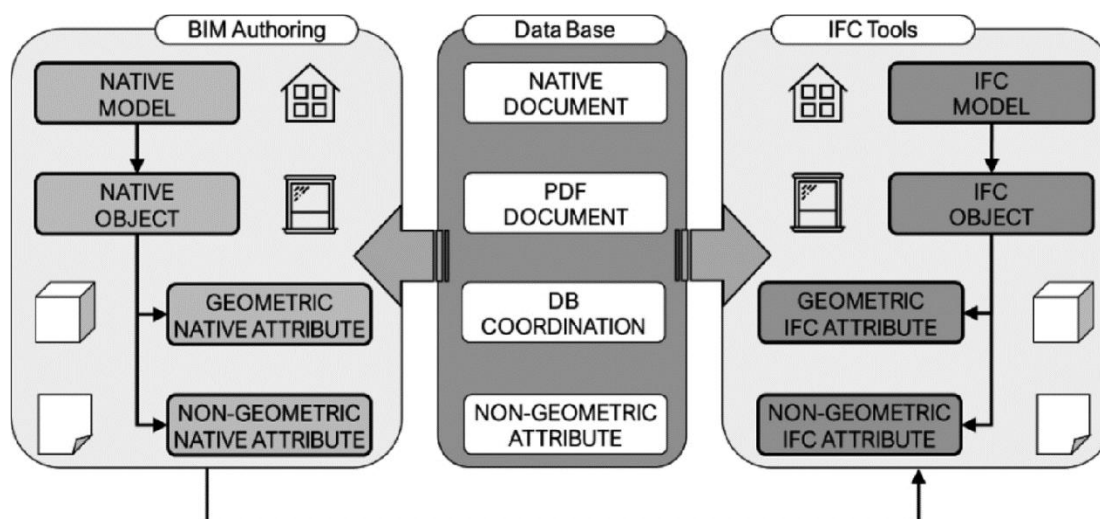 BIM Authoring
NATIVE
MODEL
NATIVE
OBJECT
GEOMETRIC
NATIVE ATTRIBUTE
NON-GEOMETRIC
NATIVE ATTRIBUTE
Data Base
NATIVE
DOCUMENT
PDF
DOCUMENT
DB
COORDINATION
NON-GEOMETRIC
ATTRIBUTE
IFC Tools
IFC
MODEL
IFC
OBJECT
GEOMETRIC
IFC ATTRIBUTE
NON-GEOMETRIC
IFC ATTRIBUTE